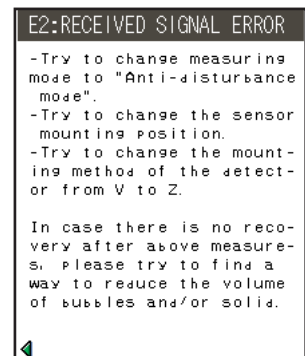 E2:RECEIVED SIGNAL ERROR
-Try to change measuring
mode to "Anti-disturbance
mode".
-Try to change the sensor
mounting position.
-Try to change the mount-
ing method of the detect-
or from V to Z.
In case there is no reco-
very after above measure-
s, please try to find a
way to reduce the volume
of bubbles and/or solid.